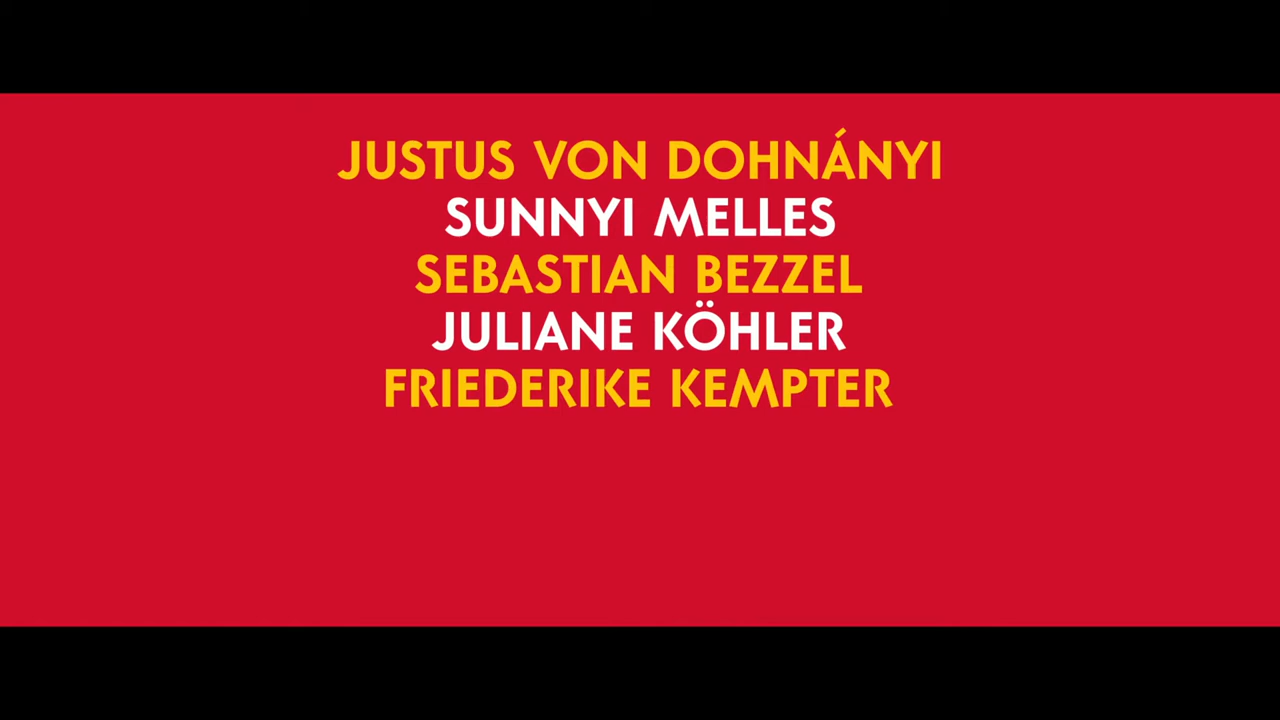 JUSTUS VON DOHNÁNYI
SUNNYI MELLES
SEBASTIAN BEZZEL
JULIANE KÖHLER
FRIEDERIKE KEMPTER